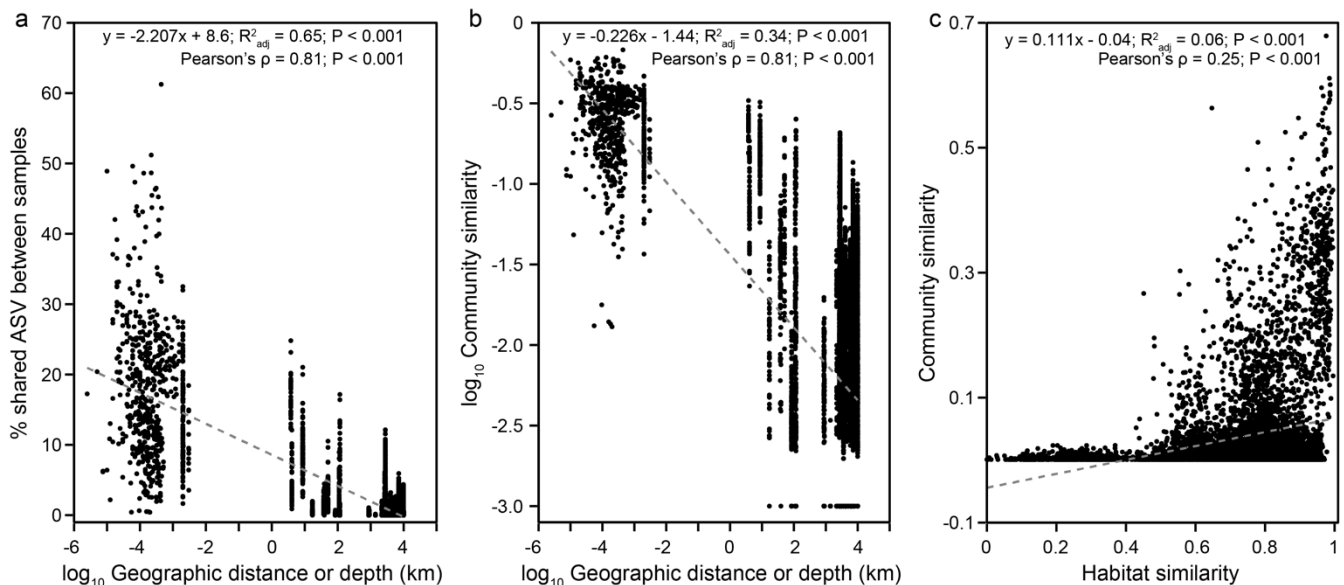 a
y = -2.207x + 8.6; R²adj = 0.65; P < 0.001
Pearson's ρ = 0.81; P < 0.001
70
60
50
40
30
20
10
0
% shared ASV between samples
-6
-4
-2
0
2
4
log₁₀ Geographic distance or depth (km)
b
y = -0.226x - 1.44; R²adj = 0.34; P < 0.001
Pearson's ρ = 0.81; P < 0.001
-0
-0.5
-1.0
-1.5
-2.0
-2.5
-3.0
log₁₀ Community similarity
-6
-4
-2
0
2
4
log₁₀ Geographic distance or depth (km)
c
y = 0.111x - 0.04; R²adj = 0.06; P < 0.001
Pearson's ρ = 0.25; P < 0.001
0.7
0.5
0.3
0.1
-0.1
Community similarity
0
0.2
0.4
0.6
0.8
1
Habitat similarity